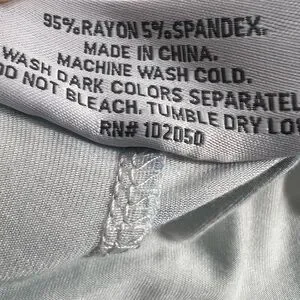 95% RAYON 5% SPANDEX.
MADE IN CHINA.
MACHINE WASH COLD.
WASH DARK COLORS SEPARATEL
DO NOT BLEACH. TUMBLE DRY LO
RN# 102050